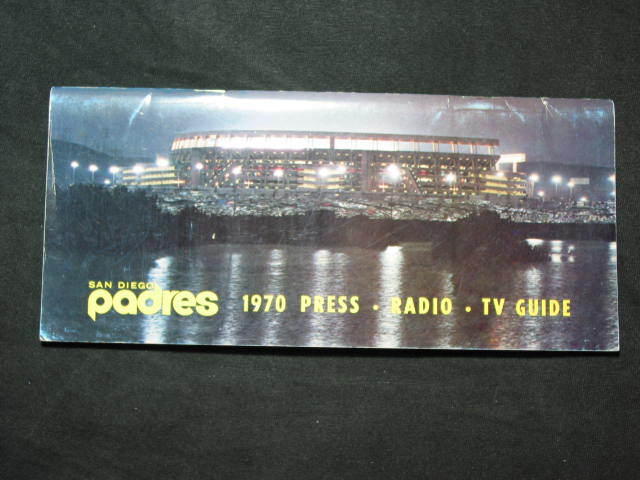 SAN DIEGO
padres
1970 PRESS • RADIO • TV GUIDE